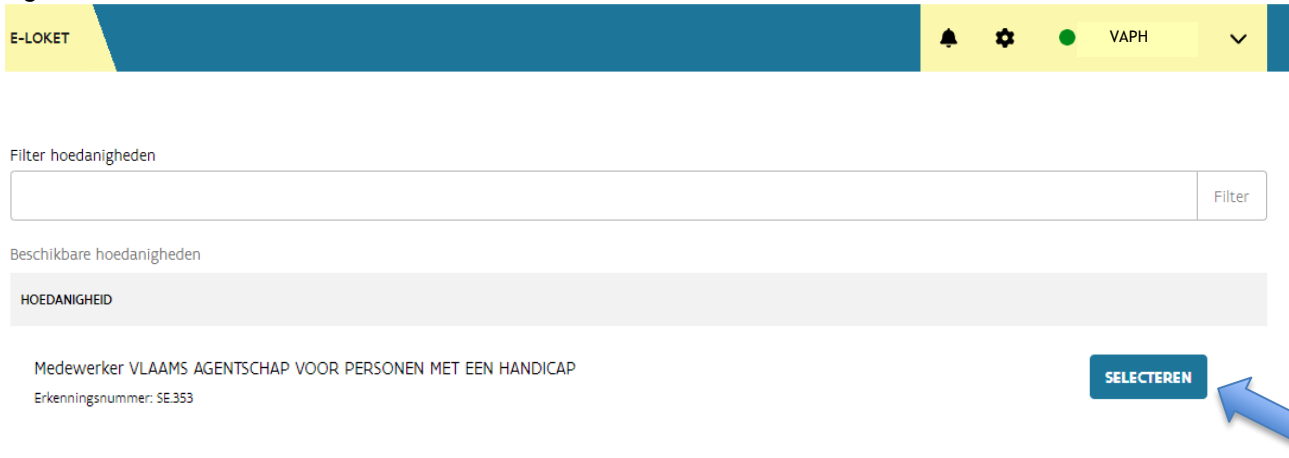 E-LOKET
VAPH
Filter hoedanigheden
Filter
Beschikbare hoedanigheden
HOEDANIGHEID
Medewerker VLAAMS AGENTSCHAP VOOR PERSONEN MET EEN HANDICAP
SELECTEREN
Erkenningsnummer: SE.353